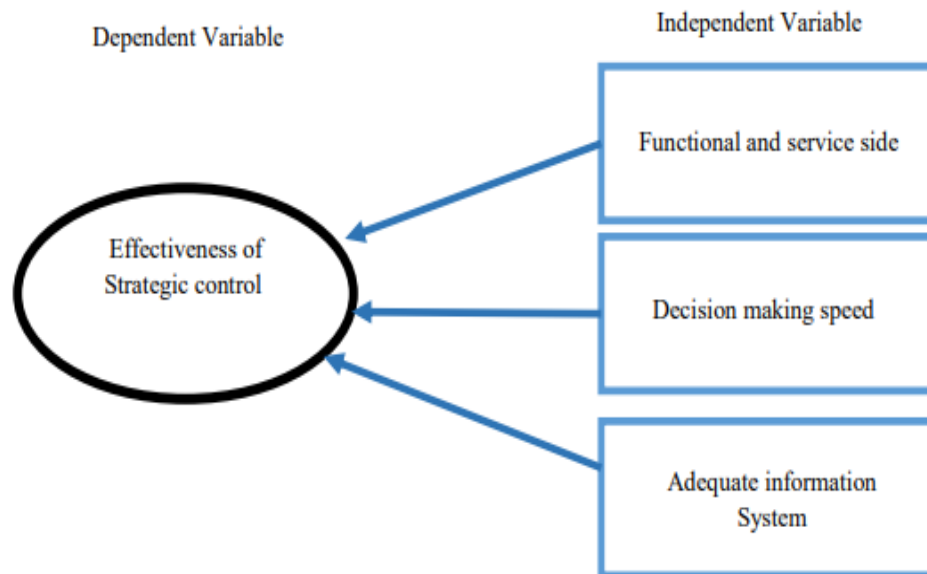 Dependent Variable
Independent Variable
Effectiveness of
Strategic control
Functional and service side
Decision making speed
Adequate information
System